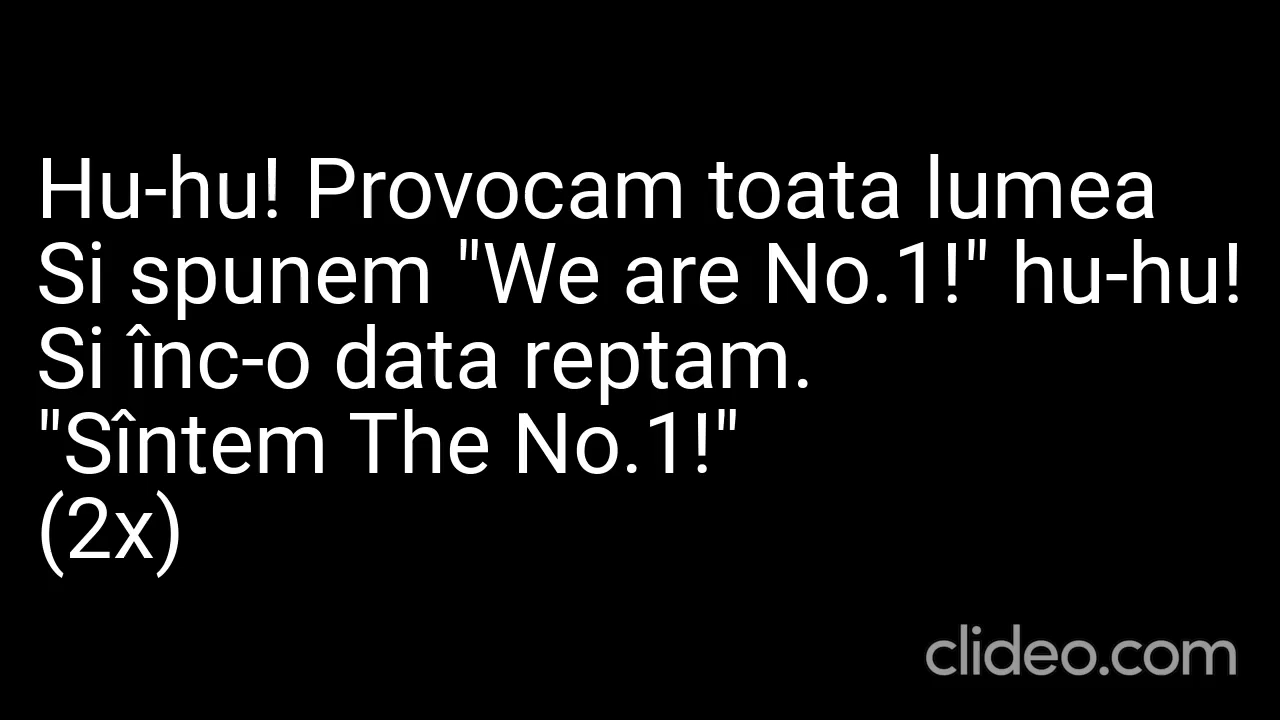 Hu-hu! Provocam toata lumea
Si spunem "We are No.1!" hu-hu!
Si înc-o data reptam.
"Sîntem The No.1!"
(2x)
clideo.com